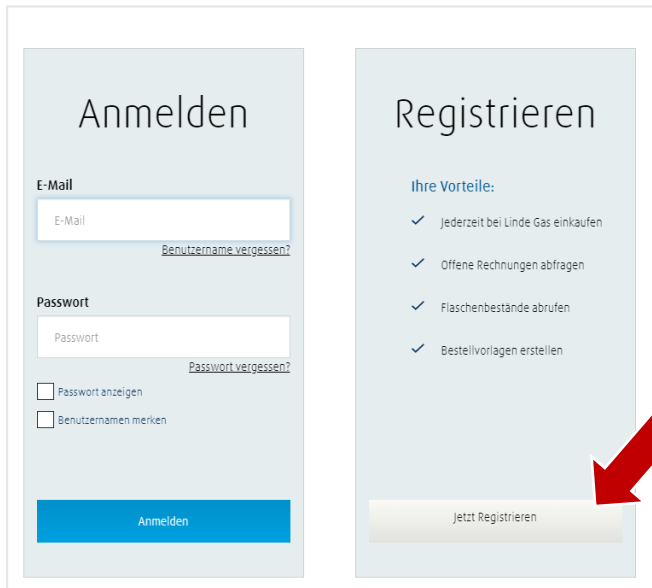 Anmelden
E-Mail
E-Mail
Benutzername vergessen?
Passwort
Passwort
Passwort vergessen?
Passwort anzeigen
Benutzernamen merken
Anmelden
Registrieren
Ihre Vorteile:
Jederzeit bei Linde Gas einkaufen
Offene Rechnungen abfragen
Flaschenbestände abrufen
Bestellvorlagen erstellen
Jetzt Registrieren